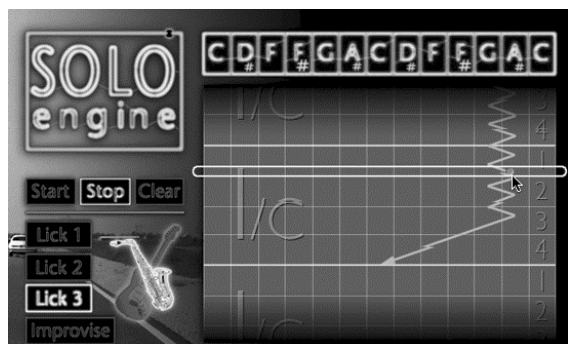 SOLO
engine
C D# F F# G A# C D# F F# G A# C
Start Stop Clear
Lick 1
Lick 2
Lick 3
Improvise
I/C
3
4
1
I/C
2
3
4
1
I/C
2